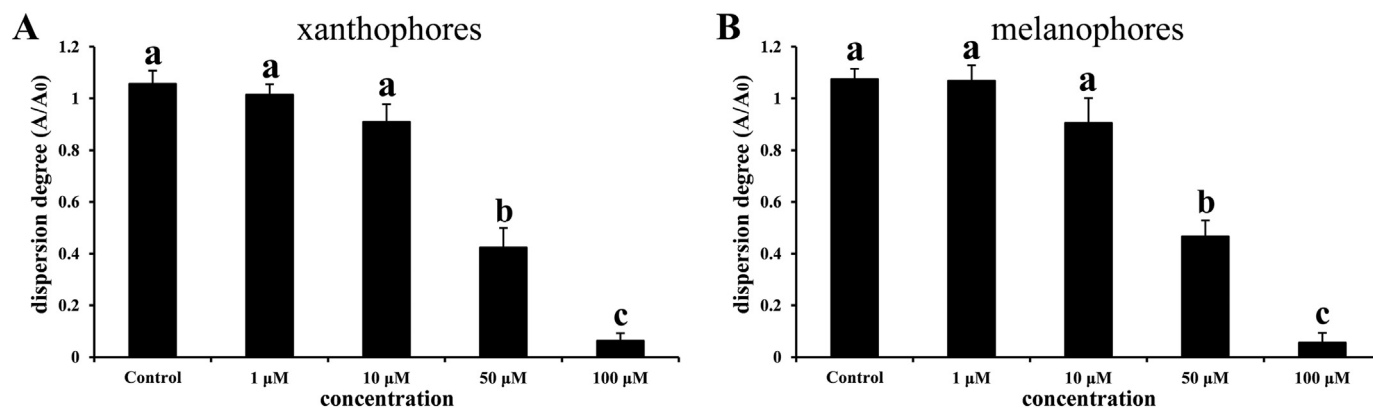 A
xanthophores
dispersion degree (A/A0)
1.2
1
0.8
0.6
0.4
0.2
0
a
a
a
b
c
Control
1 μM
10 μM
50 μM
100 μM
concentration
B
melanophores
dispersion degree (A/A0)
1.2
1
0.8
0.6
0.4
0.2
0
a
a
a
b
c
Control
1 μM
10 μM
50 μM
100 μM
concentration